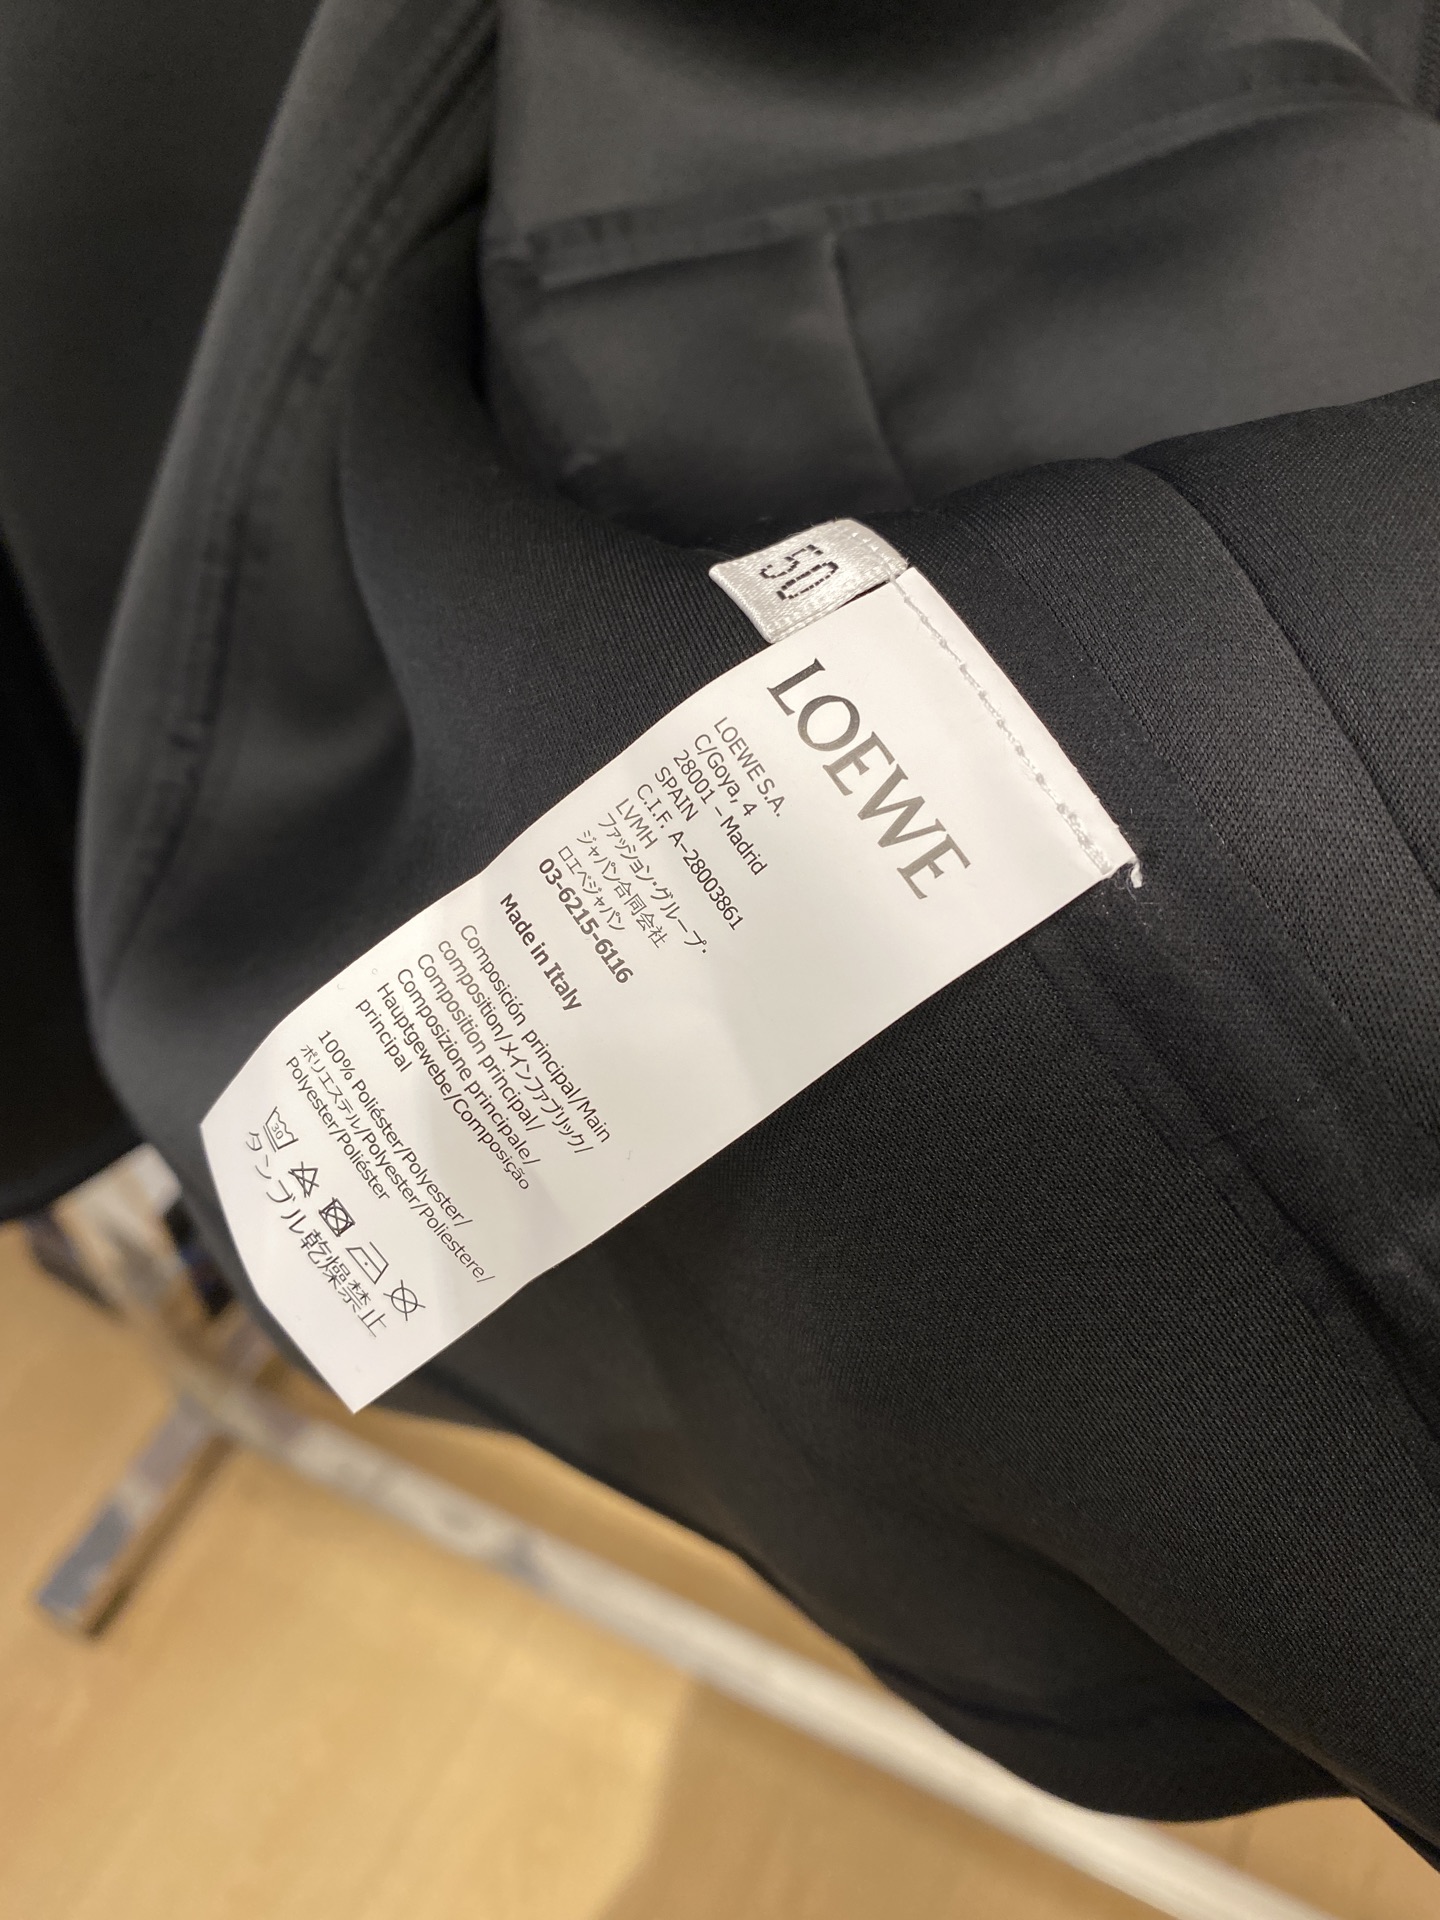 50
LOEWE
LOEWE S.A.
C/Goya, 4
28001 – Madrid
SPAIN
C.I.F. A-28003861
LVMH
ファッション・グループ・
ジャパン合同会社
ロエベジャパン
03-6215-6116
Made in Italy
Composición principal/Main
composition/メインファブリック/
Composition principal/
Composizione principale/
Hauptgewebe/Composição
principal
100% Poliéster/Polyester/
ポリエステル/Polyester/Poliestere/
Polyester/Poliéster
30
タンブル乾燥禁止